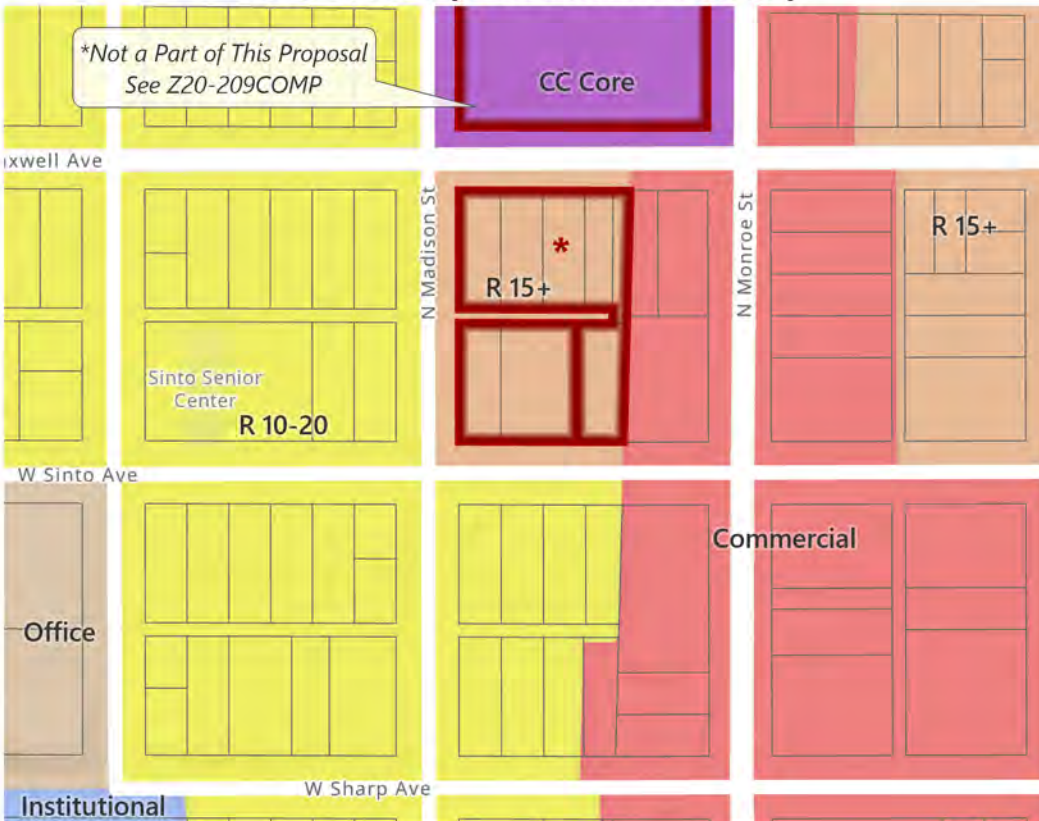 *Not a Part of This Proposal
See Z20-209COMP
CC Core
axwell Ave
N Madison St
N Monroe St
R 15+
*
R 15+
Sinto Senior
Center
R 10-20
W Sinto Ave
Commercial
Office
W Sharp Ave
Institutional